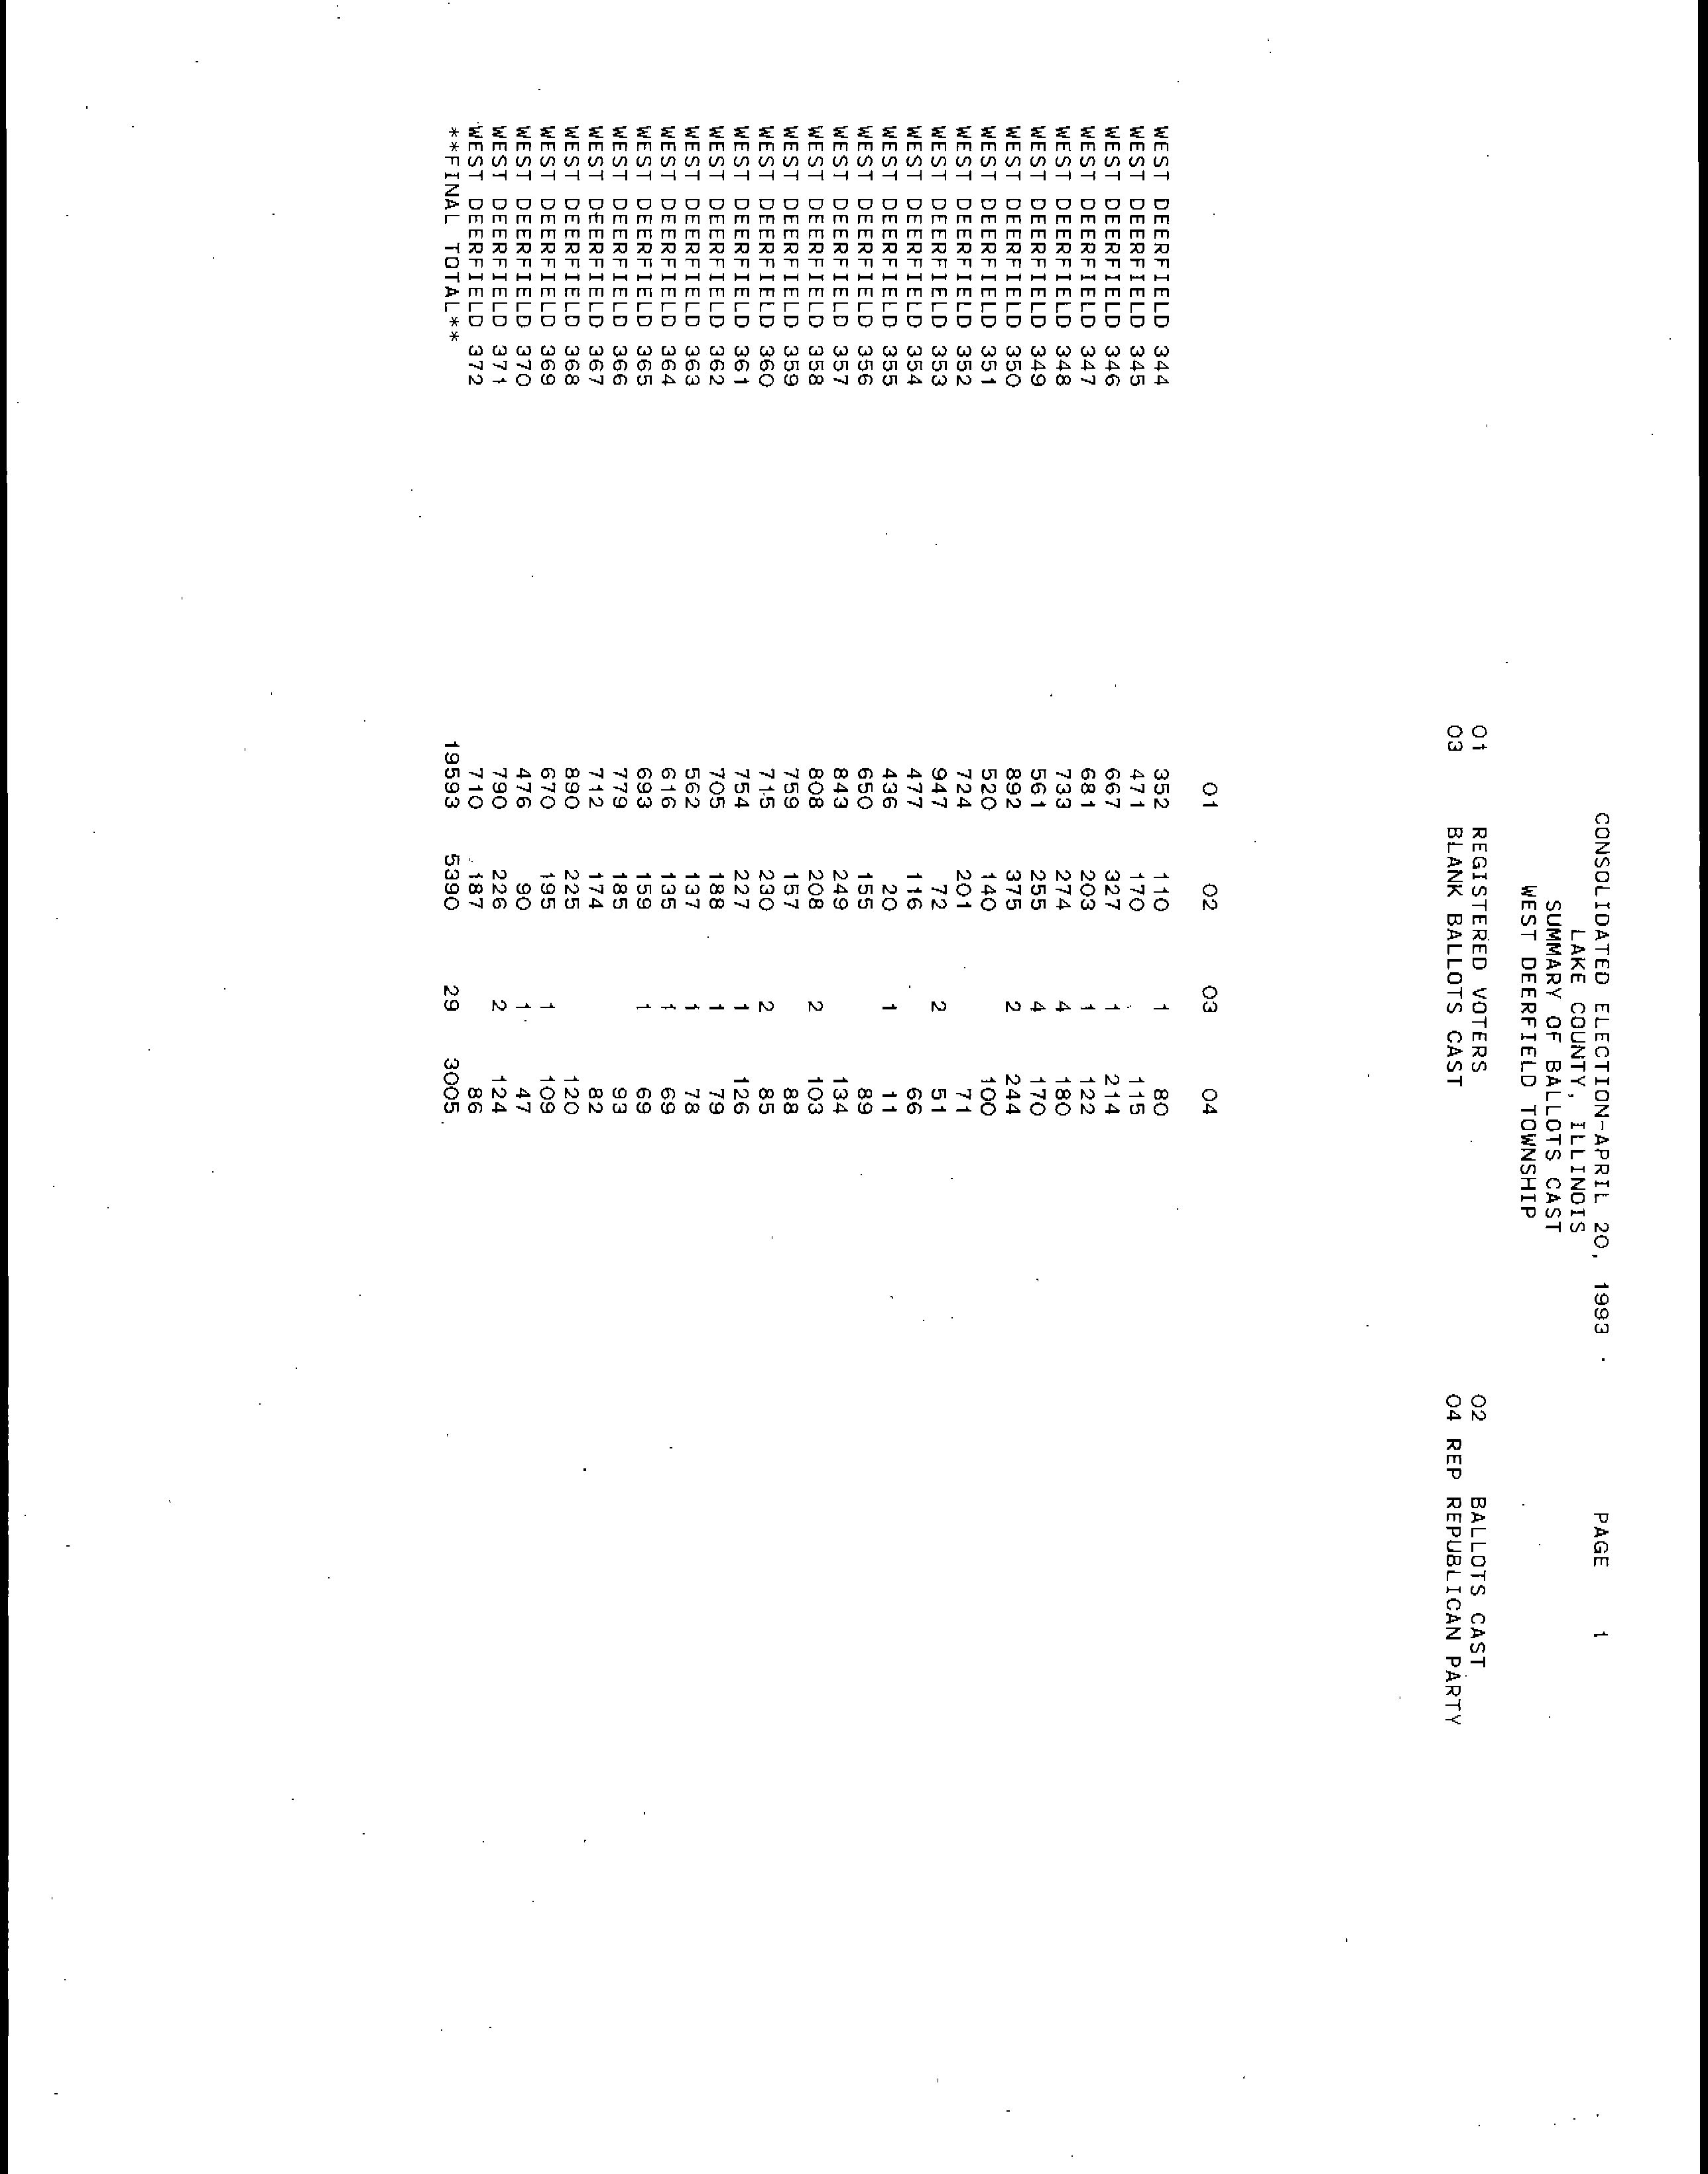 CONSOLIDATED ELECTION-APRIL 20, 1993 PAGE 1
LAKE COUNTY, ILLINOIS
SUMMARY OF BALLOTS CAST
WEST DEERFIELD TOWNSHIP
01 REGISTERED VOTERS 02 BALLOTS CAST
03 BLANK BALLOTS CAST 04 REP REPUBLICAN PARTY
01 02 03 04
WEST DEERFIELD 344 352 110 1 80
WEST DEERFIELD 345 471 170 115
WEST DEERFIELD 346 667 327 1 214
WEST DEERFIELD 347 681 203 1 122
WEST DEERFIELD 348 733 274 4 180
WEST DEERFIELD 349 561 255 4 170
WEST DEERFIELD 350 892 375 2 244
WEST DEERFIELD 351 520 140 100
WEST DEERFIELD 352 724 201 71
WEST DEERFIELD 353 947 72 2 51
WEST DEERFIELD 354 477 116 66
WEST DEERFIELD 355 436 20 1 11
WEST DEERFIELD 356 650 155 89
WEST DEERFIELD 357 843 249 134
WEST DEERFIELD 358 808 208 2 103
WEST DEERFIELD 359 759 157 88
WEST DEERFIELD 360 715 230 2 85
WEST DEERFIELD 361 754 227 1 126
WEST DEERFIELD 362 705 188 1 79
WEST DEERFIELD 363 562 137 1 78
WEST DEERFIELD 364 616 135 1 69
WEST DEERFIELD 365 693 159 1 69
WEST DEERFIELD 366 779 185 93
WEST DEERFIELD 367 712 174 82
WEST DEERFIELD 368 890 225 120
WEST DEERFIELD 369 670 195 1 109
WEST DEERFIELD 370 476 90 1 47
WEST DEERFIELD 371 790 226 2 124
WEST DEERFIELD 372 710 187 86
**FINAL TOTAL** 19593 5390 29 3005